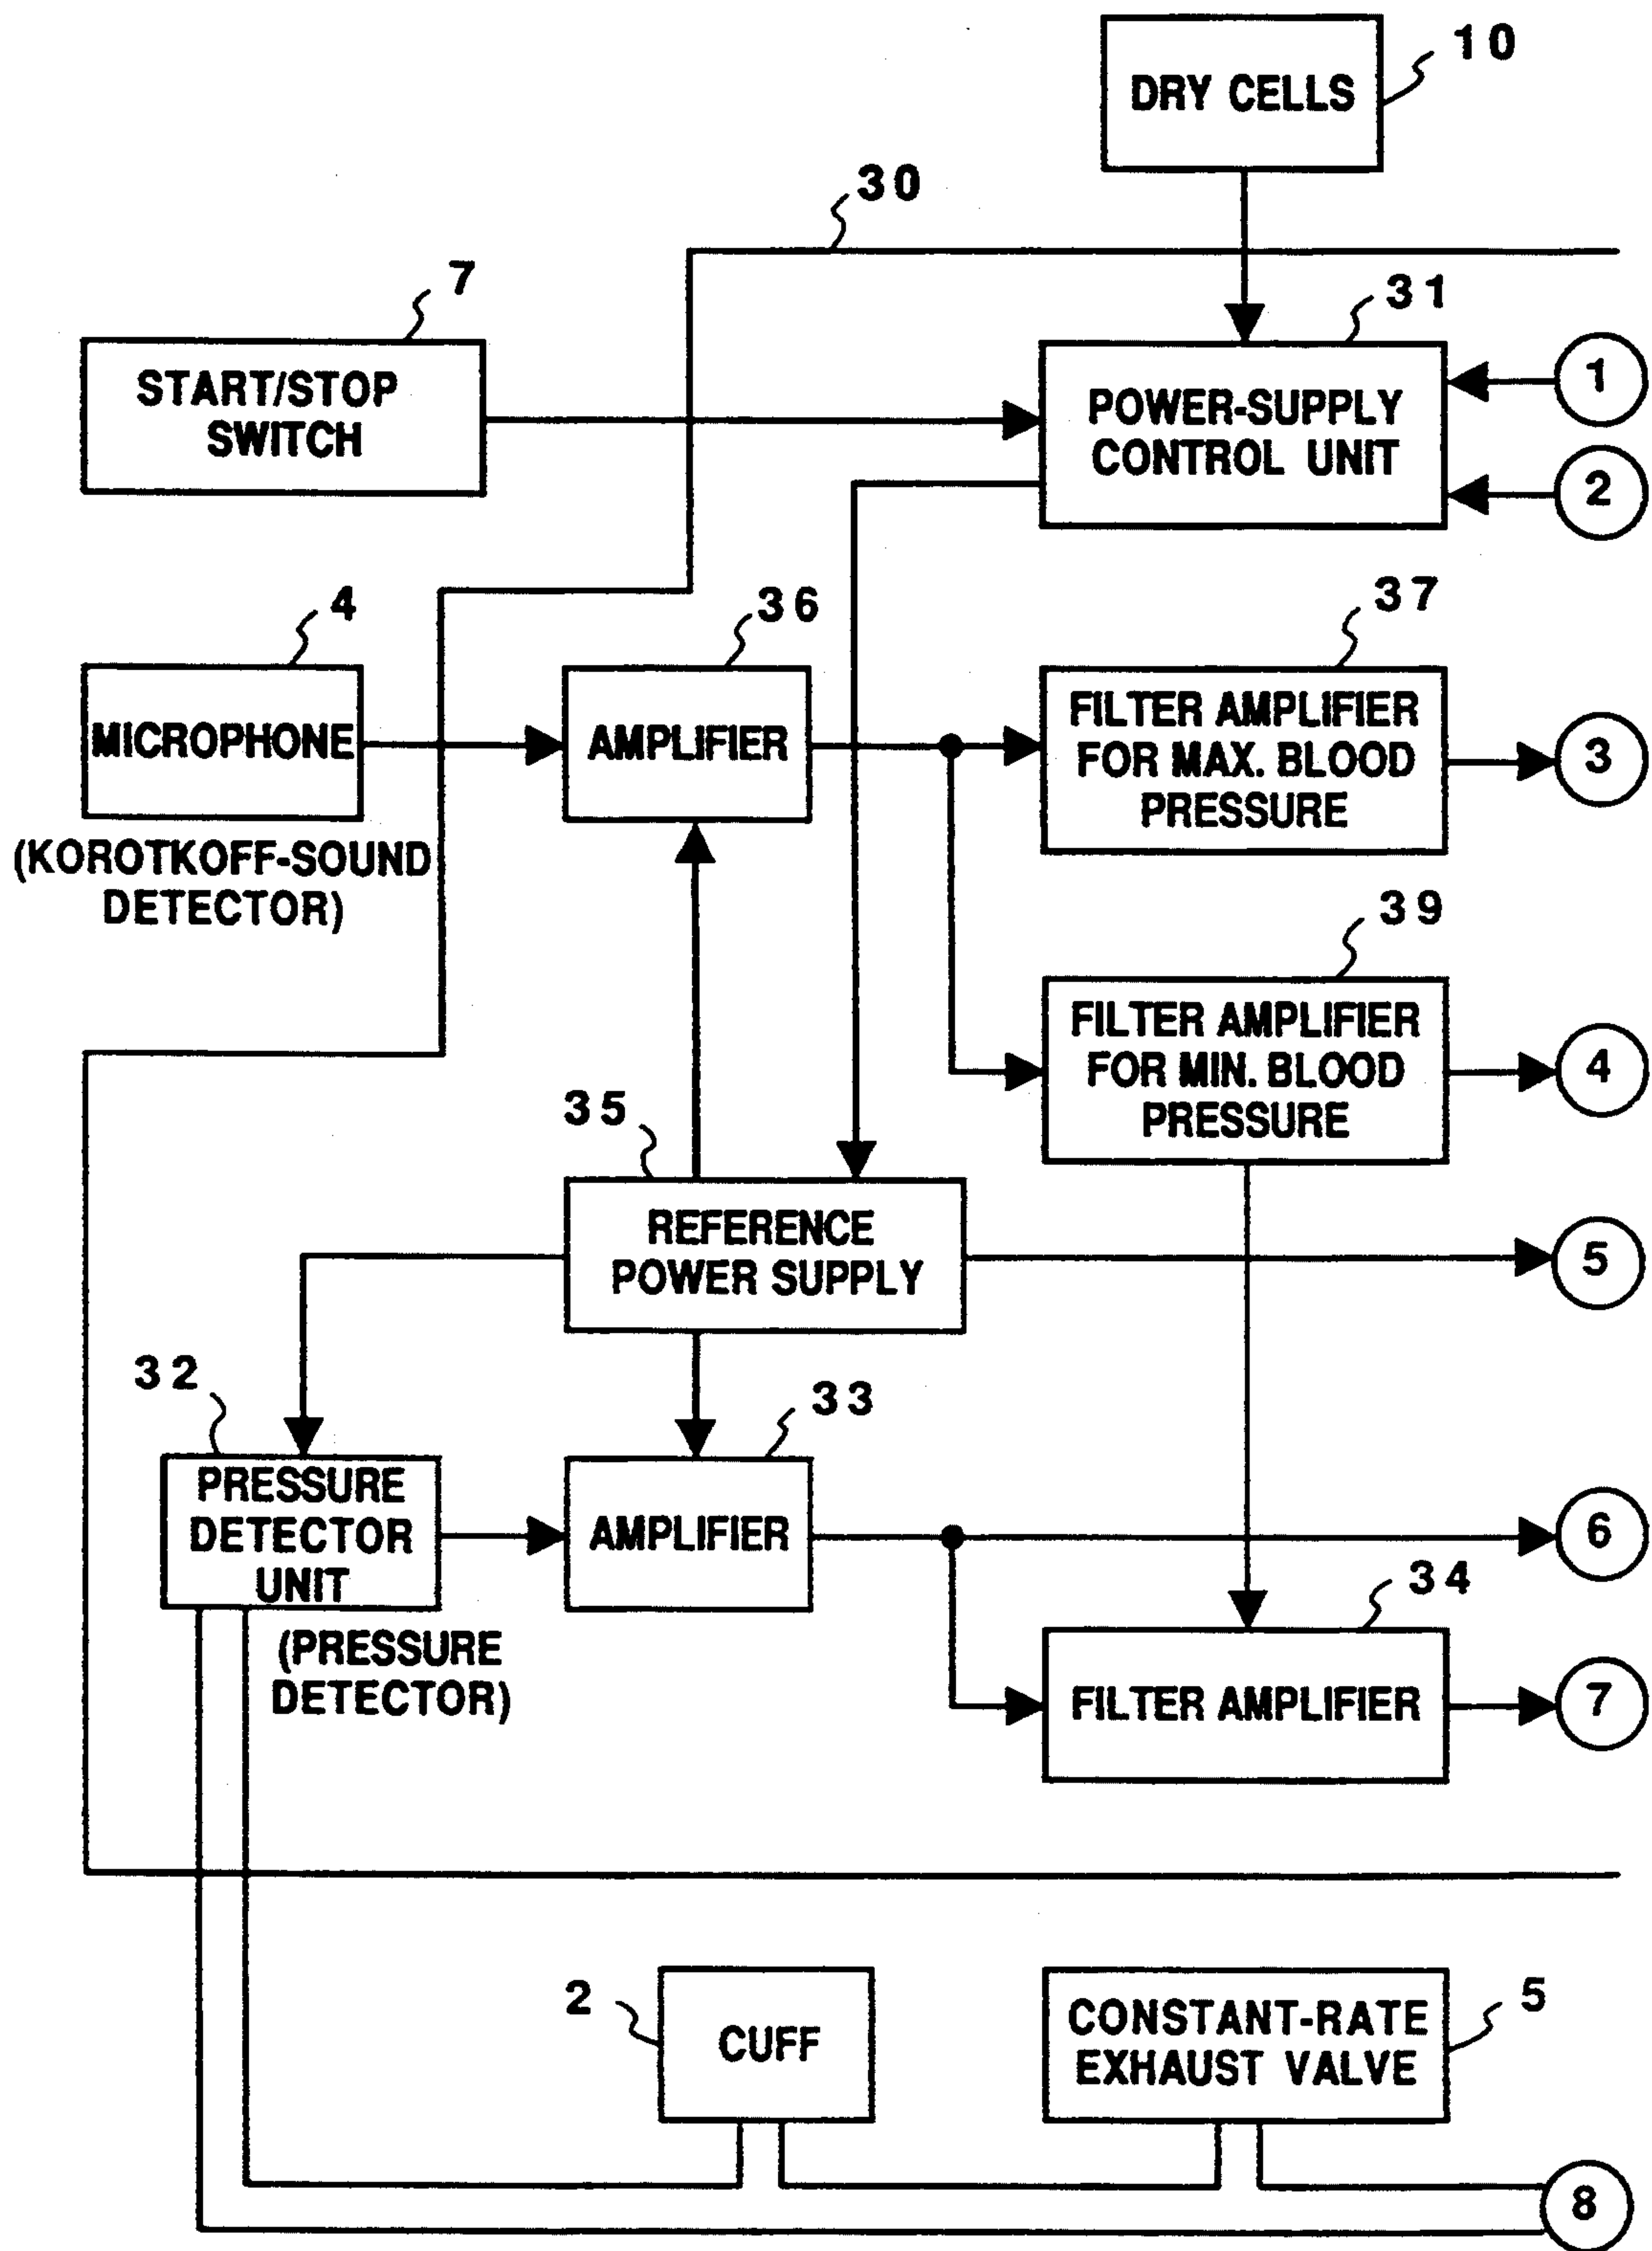 10
DRY CELLS
30
7
31
START/STOP
SWITCH
POWER-SUPPLY
CONTROL UNIT
1
2
4
36
37
MICROPHONE
(KOROTKOFF-SOUND
DETECTOR)
AMPLIFIER
FILTER AMPLIFIER
FOR MAX. BLOOD
PRESSURE
3
39
FILTER AMPLIFIER
FOR MIN. BLOOD
PRESSURE
4
35
REFERENCE
POWER SUPPLY
5
32
33
PRESSURE
DETECTOR
UNIT
(PRESSURE
DETECTOR)
AMPLIFIER
6
34
FILTER AMPLIFIER
7
2
CUFF
CONSTANT-RATE
EXHAUST VALVE
5
8